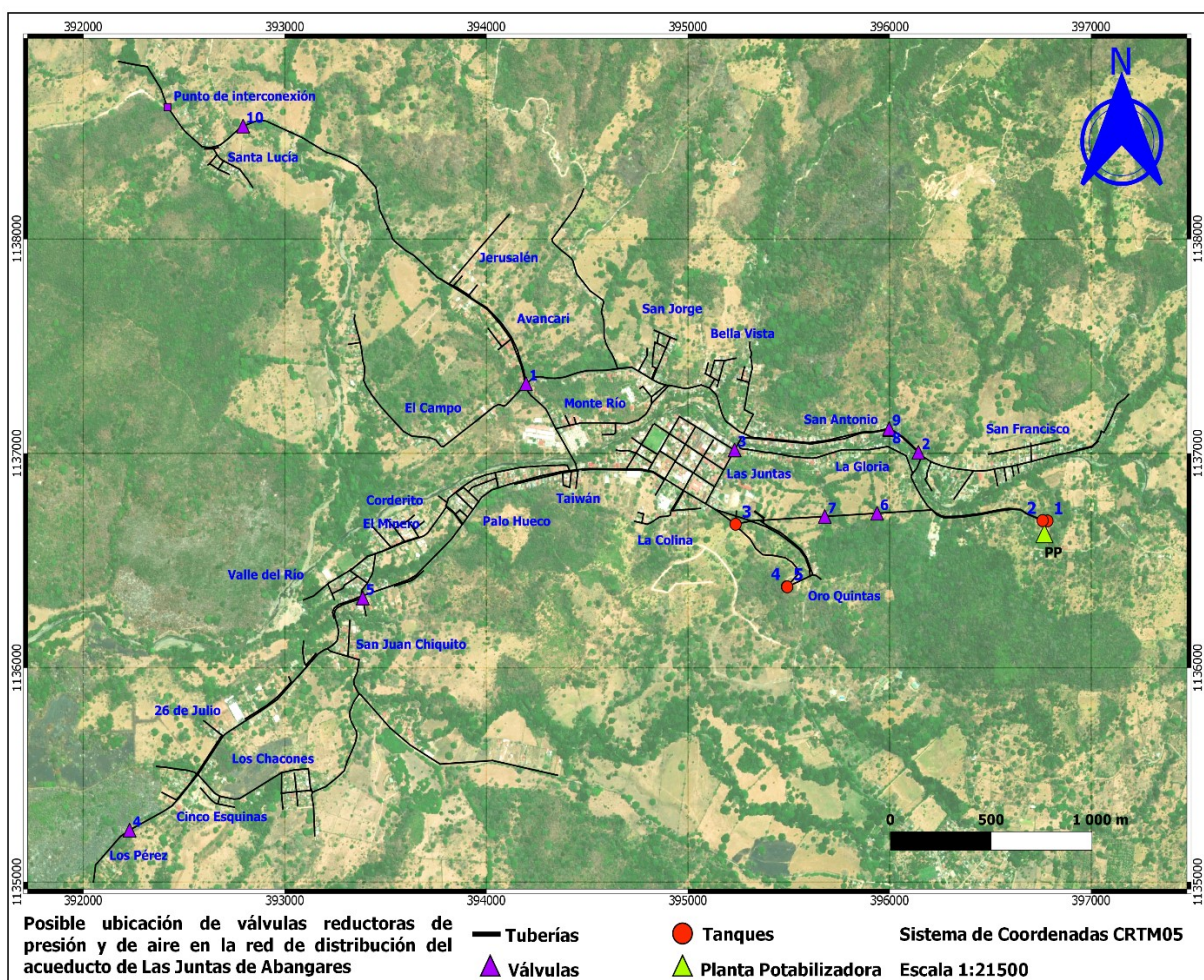 392000 393000 394000 395000 396000 397000
N
Punto de interconexión
10
Santa Lucía
1138000
1138000
Jerusalén
San Jorge
Avancari
Bella Vista
1
El Campo
Monte Río
San Antonio
9
8
2
San Francisco
3
1137000
1137000
Las Juntas
La Gloria
Corderito
Taiwán
El Minero
Palo Hueco
3
7
6
2 1
La Colina
PP
Valle del Río
4 5
5
Oro Quintas
San Juan Chiquito
1136000
1136000
26 de Julio
Los Chacones
Cinco Esquinas
4
0 500 1 000 m
Los Pérez
1135000
1135000
392000 393000 394000 395000 396000 397000
Posible ubicación de válvulas reductoras de
presión y de aire en la red de distribución del
acueducto de Las Juntas de Abangares
Tuberías
Tanques
Sistema de Coordenadas CRTM05
Válvulas
Planta Potabilizadora
Escala 1:21500